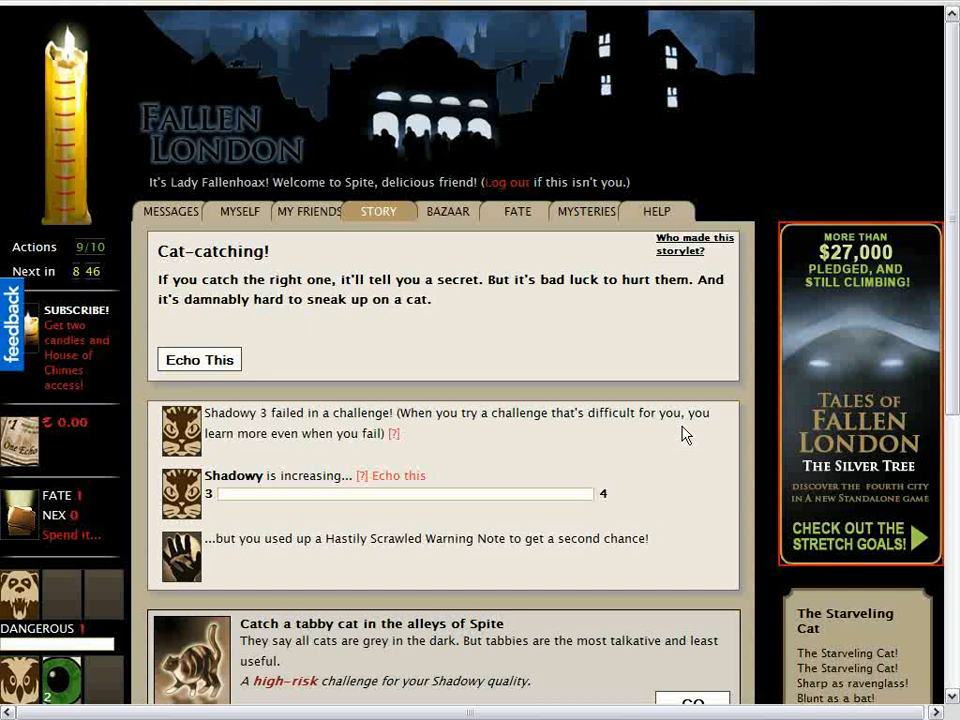 FALLEN
LONDON
It's Lady Fallenhoax! Welcome to Spite, delicious friend! (Log out if this isn't you.)
MESSAGES MYSELF MY FRIENDS STORY BAZAAR FATE MYSTERIES HELP
Actions 9/10
Next in 8 46
feedback
SUBSCRIBE!
Get two
candles and
House of
Chimes
access!
£ 0.00
FATE 1
NEX 0
Spend it...
DANGEROUS 1
2
Cat-catching!
Who made this
storylet?
If you catch the right one, it'll tell you a secret. But it's bad luck to hurt them. And
it's damnably hard to sneak up on a cat.
Echo This
Shadowy 3 failed in a challenge! (When you try a challenge that's difficult for you, you
learn more even when you fail) [?]
Shadowy is increasing... [?] Echo this
3 4
...but you used up a Hastily Scrawled Warning Note to get a second chance!
Catch a tabby cat in the alleys of Spite
They say all cats are grey in the dark. But tabbies are the most talkative and least
useful.
A high-risk challenge for your Shadowy quality.
GO
MORE THAN
$27,000
PLEDGED, AND
STILL CLIMBING!
TALES OF
FALLEN
LONDON
THE SILVER TREE
DISCOVER THE FOURTH CITY
IN A NEW STANDALONE GAME
CHECK OUT THE
STRETCH GOALS!
The Starveling
Cat
The Starveling Cat!
The Starveling Cat!
Sharp as ravenglass!
Blunt as a bat!